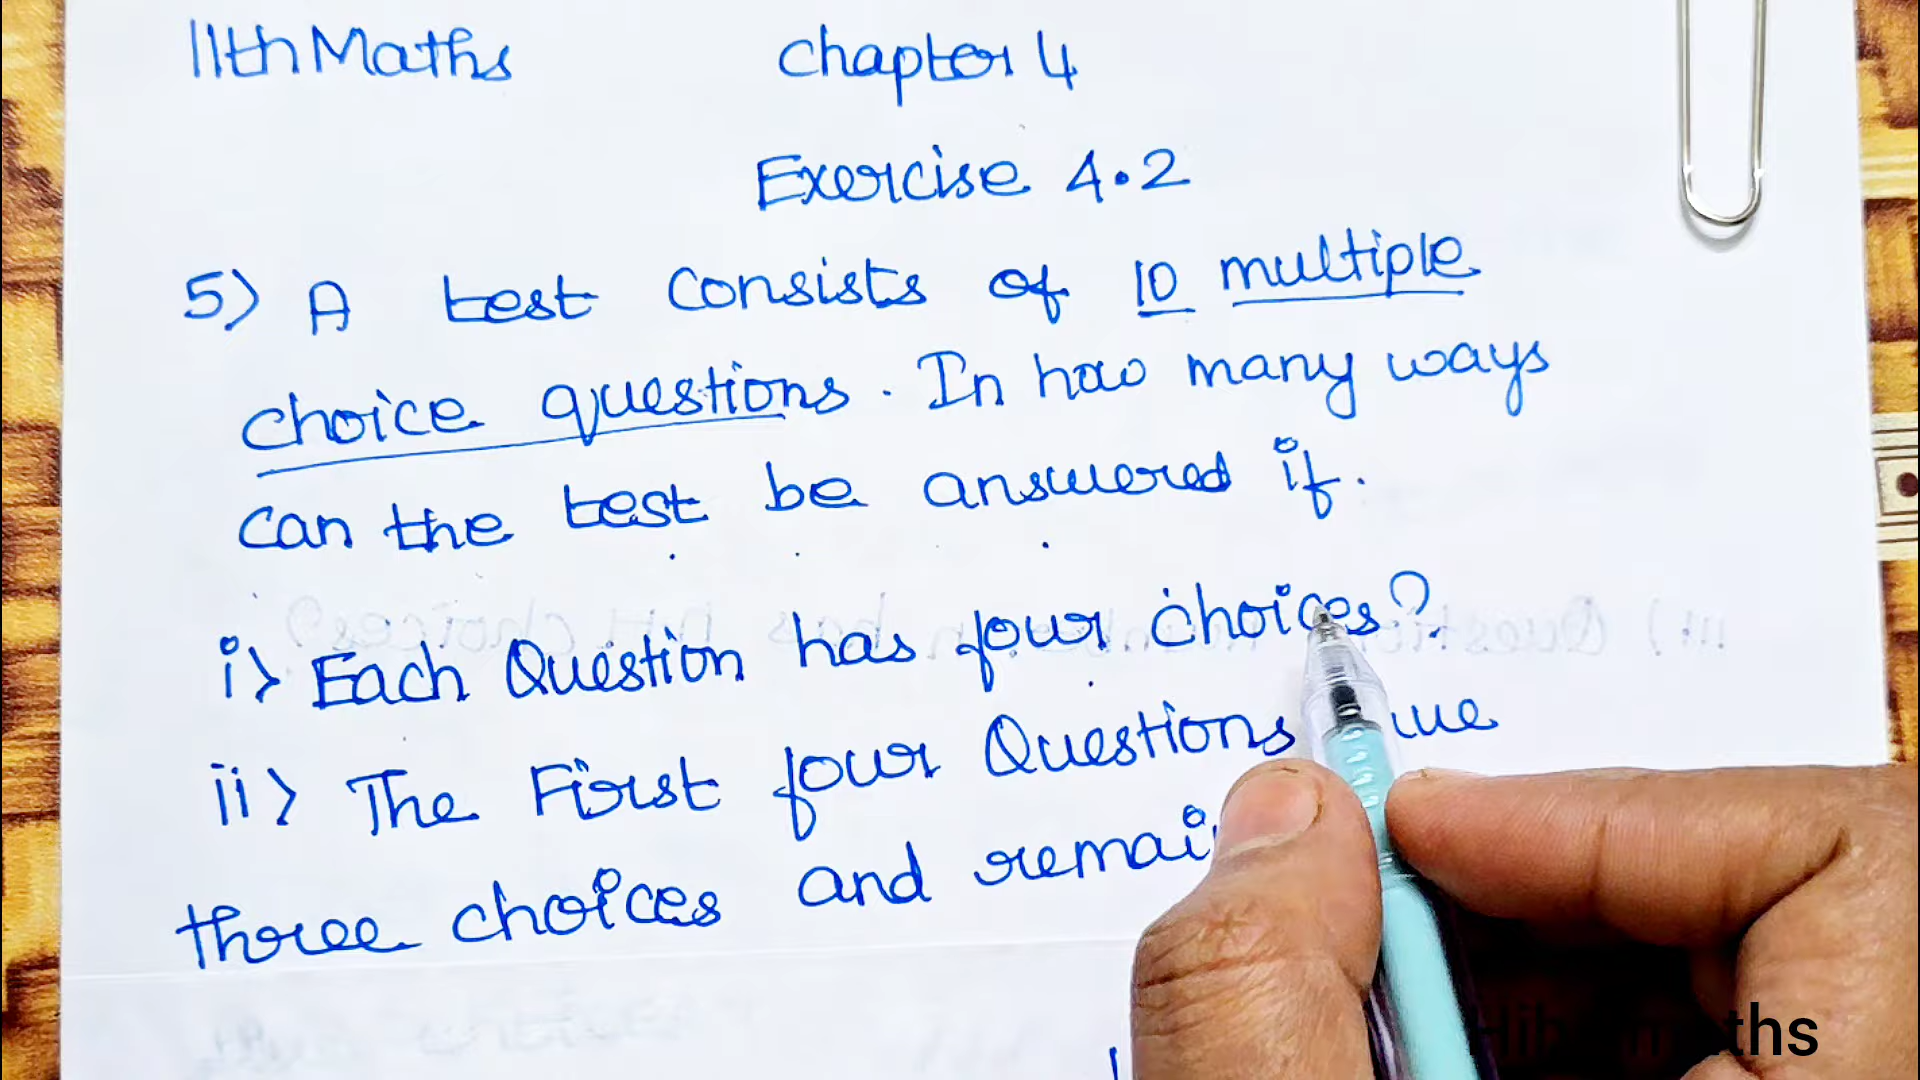 11th Maths Chapter 4
Exercise 4.2
5) A test consists of 10 multiple
choice questions. In how many ways
can the test be answered if.
i) Each Question has four choices?
ii) The First four Questions
three choices and